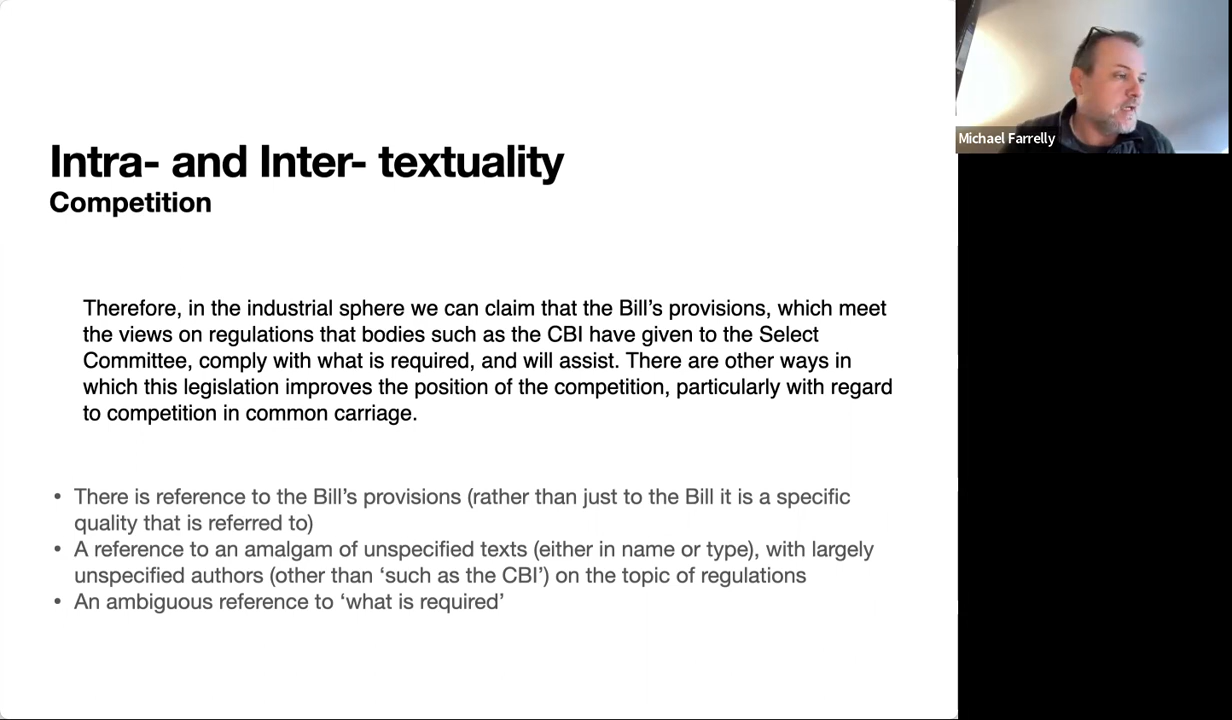 Intra- and Inter- textuality
Competition
Therefore, in the industrial sphere we can claim that the Bill’s provisions, which meet
the views on regulations that bodies such as the CBI have given to the Select
Committee, comply with what is required, and will assist. There are other ways in
which this legislation improves the position of the competition, particularly with regard
to competition in common carriage.
• There is reference to the Bill’s provisions (rather than just to the Bill it is a specific
quality that is referred to)
• A reference to an amalgam of unspecified texts (either in name or type), with largely
unspecified authors (other than ‘such as the CBI’) on the topic of regulations
• An ambiguous reference to ‘what is required’
Michael Farrelly